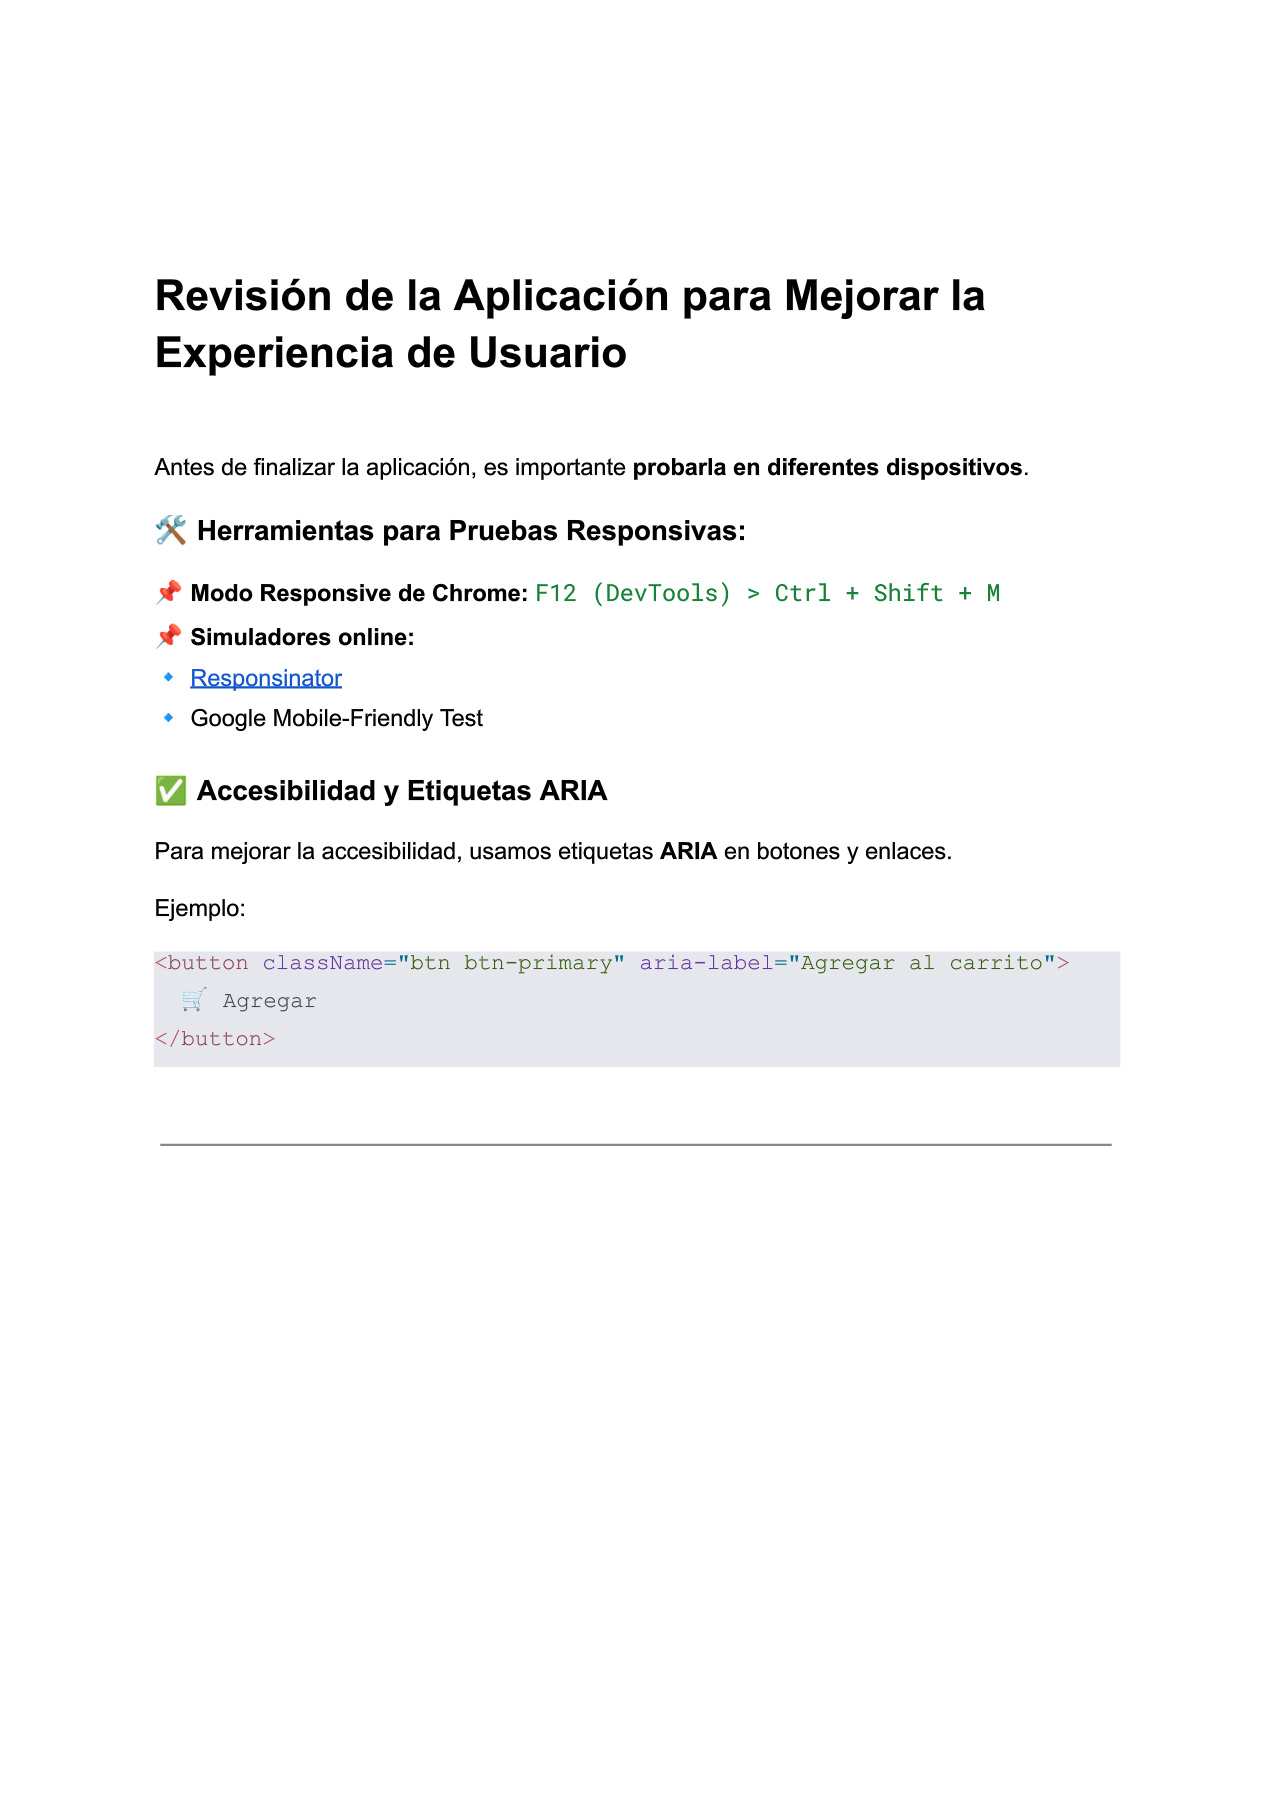 Revisión de la Aplicación para Mejorar la
Experiencia de Usuario
Antes de finalizar la aplicación, es importante probarla en diferentes dispositivos.
🛠️ Herramientas para Pruebas Responsivas:
📌 Modo Responsive de Chrome: F12 (DevTools) > Ctrl + Shift + M
📌 Simuladores online:
🔹 Responsinator
🔹 Google Mobile-Friendly Test
✅ Accesibilidad y Etiquetas ARIA
Para mejorar la accesibilidad, usamos etiquetas ARIA en botones y enlaces.
Ejemplo:
<button className="btn btn-primary" aria-label="Agregar al carrito">
  🛒 Agregar
</button>